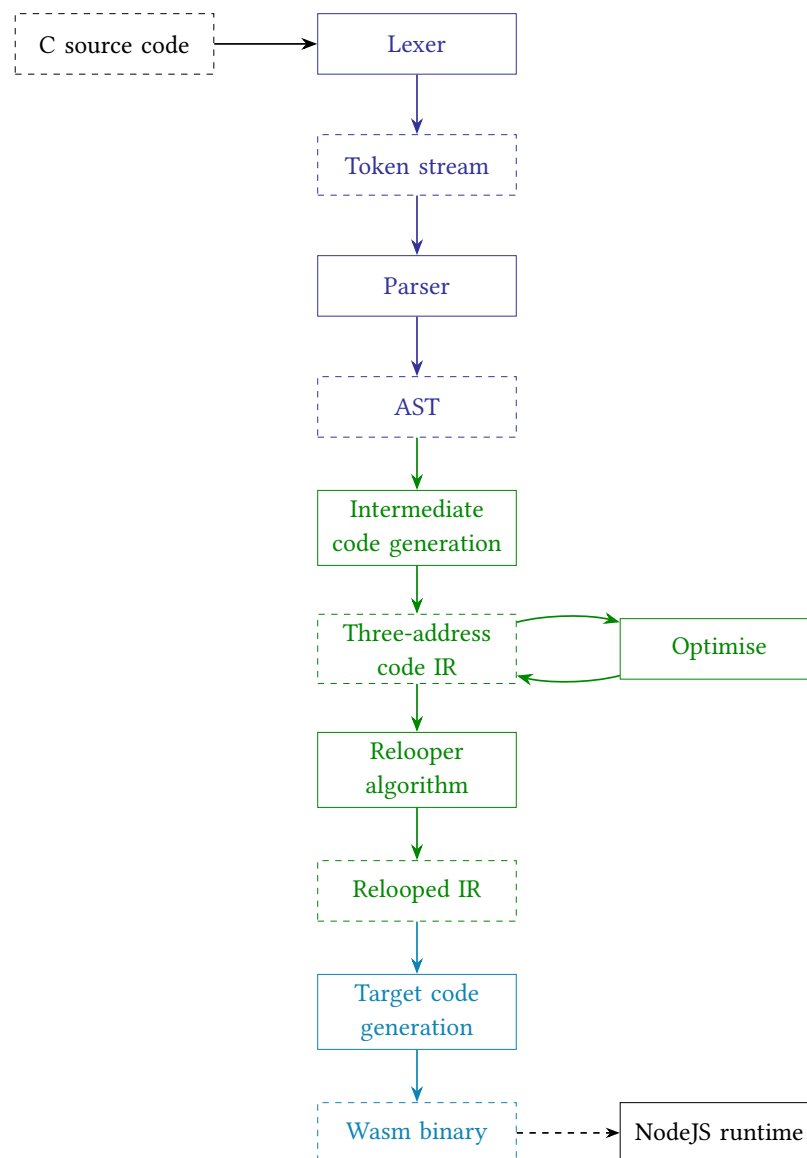 C source code
Lexer
Token stream
Parser
AST
Intermediate
code generation
Three-address
code IR
Optimise
Relooper
algorithm
Relooped IR
Target code
generation
Wasm binary
NodeJS runtime